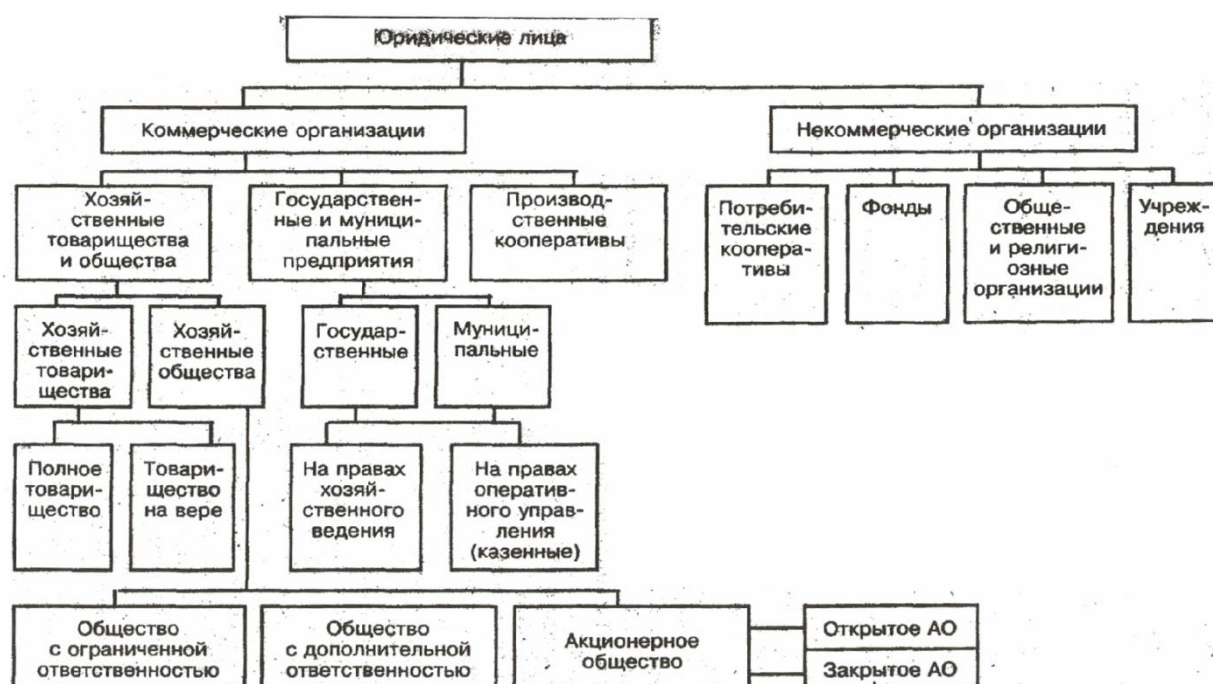 Юридические лица
Коммерческие организации
Некоммерческие организации
Хозяй-
ственные
товарищества
и общества
Государствен-
ные и муници-
пальные
предприятия
Производ-
ственные
кооперативы
Потреби-
тельские
коопера-
тивы
Фонды
Обще-
ственные
и религи-
озные
организации
Учреж-
дения
Хозяй-
ственные
товари-
щества
Хозяй-
ственные
общества
Государ-
ственные
Муници-
пальные
Полное
товари-
щество
Товари-
щество
на вере
На правах
хозяй-
ственного
ведения
На правах
оператив-
ного управ-
ления
(казенные)
Общество
с ограниченной
ответственностью
Общество
с дополнительной
ответственностью
Акционерное
общество
Открытое АО
Закрытое АО